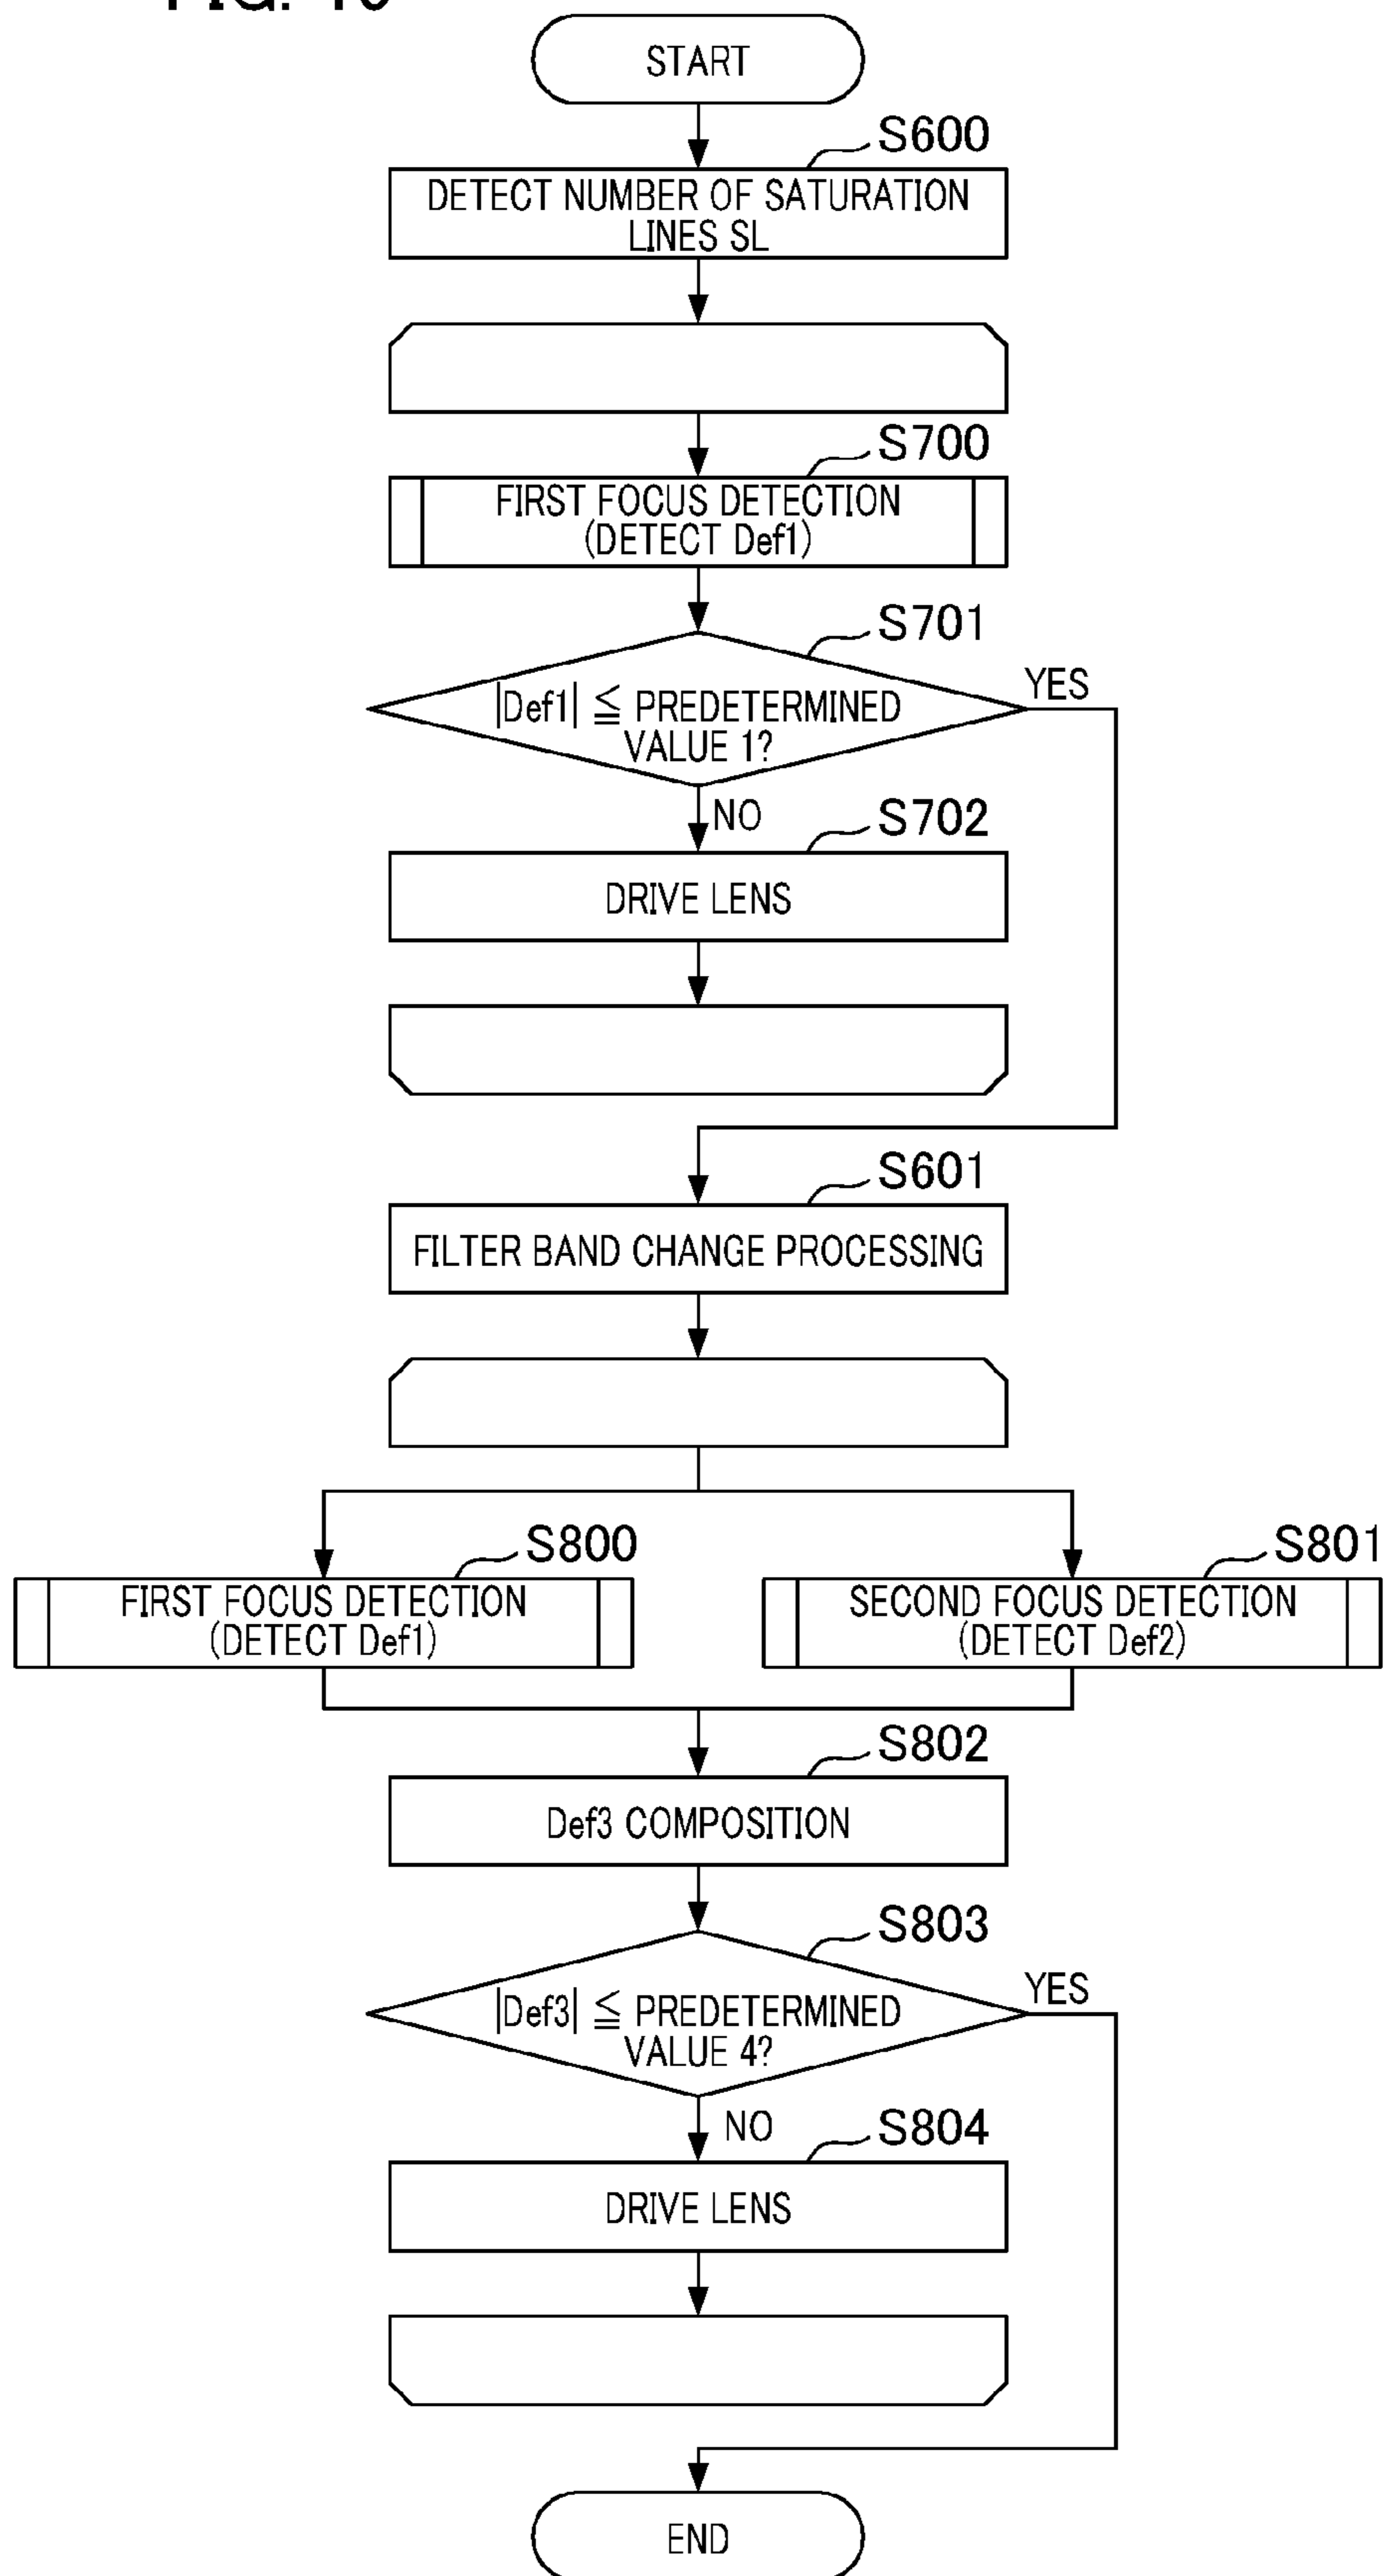 START
S600
DETECT NUMBER OF SATURATION
LINES SL
S700
FIRST FOCUS DETECTION
(DETECT Def1)
S701
|Def1| ≦ PREDETERMINED
VALUE 1?
YES
NO
S702
DRIVE LENS
S601
FILTER BAND CHANGE PROCESSING
S800
FIRST FOCUS DETECTION
(DETECT Def1)
S801
SECOND FOCUS DETECTION
(DETECT Def2)
S802
Def3 COMPOSITION
S803
|Def3| ≦ PREDETERMINED
VALUE 4?
YES
NO
S804
DRIVE LENS
END